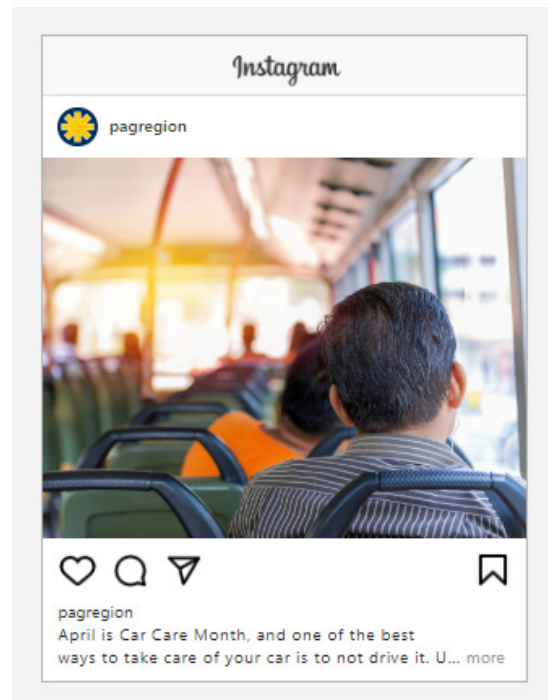 Instagram
pagregion
pagregion
April is Car Care Month, and one of the best
ways to take care of your car is to not drive it. U... more